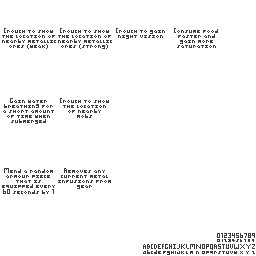 CROUCH TO SHOW
THE LOCATION OF
NEARBY METALLIC
ORES (WEAK)
CROUCH TO SHOW
THE LOCATION OF
NEARBY METALLIC
ORES (STRONG)
CROUCH TO GAIN
NIGHT VISION
CONSUME FOOD
FASTER AND
GAIN MORE
SATURATION
GAIN WATER
BREATHING FOR
A SHORT AMOUNT
OF TIME WHEN
SUBMERGED
CROUCH TO SHOW
THE LOCATION OF
NEARBY
MOBS
MEND A RANDOM
ARMOUR PIECE
THAT IS
EQUIPPED EVERY
60 SECONDS BY 1
REMOVES ANY
CURRENT METAL
INFUSIONS FROM
GEAR
0123456789
0123456789
ABCDEFGHIJKLMNOPQRSTUVWXYZ
ABCDEFGHIJKLMNOPQRSTUVWXYZ